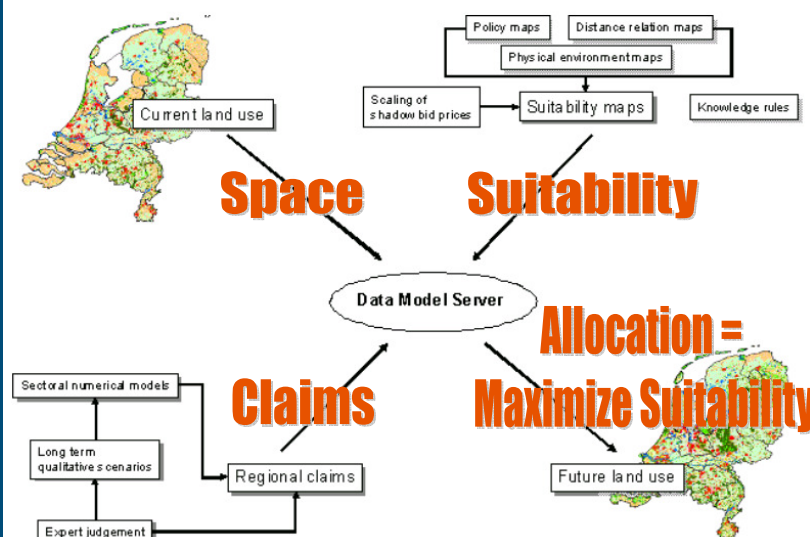 Policy maps
Distance relation maps
Physical environment maps
Scaling of
shadow bid prices
Suitability maps
Knowledge rules
Current land use
Space
Suitability
Data Model Server
Allocation =
Maximize Suitability
Claims
Sectoral numerical models
Long term
qualitative scenarios
Regional claims
Future land use
Expert judgement